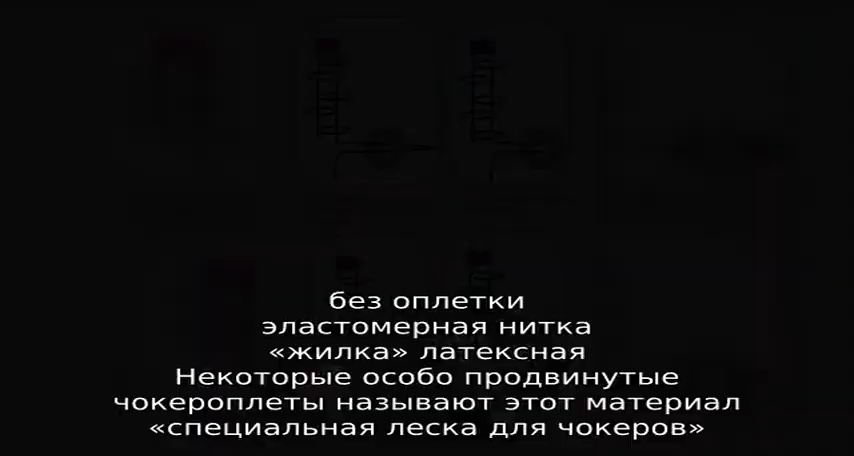 без оплетки
эластомерная нитка
«жилка» латексная
Некоторые особо продвинутые
чокероплеты называют этот материал
«специальная леска для чокеров»